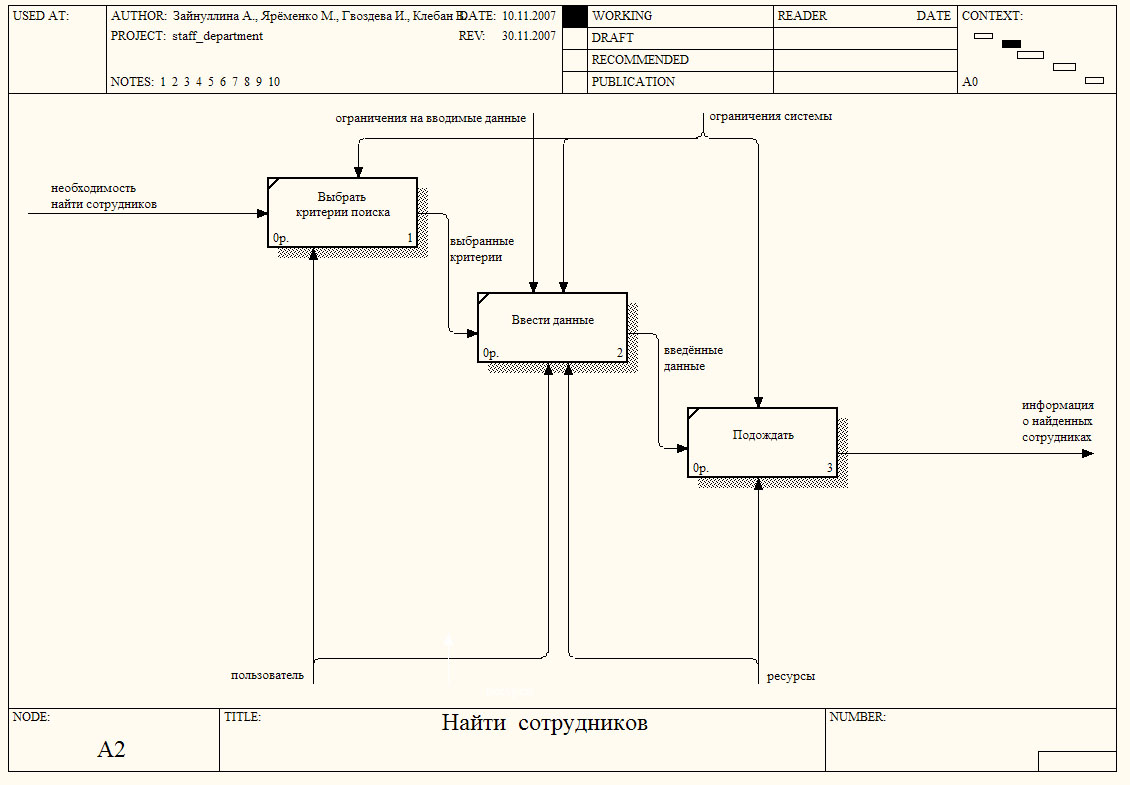 USED AT:
AUTHOR: Зайнуллина А., Ярёменко М., Гвоздева И., Клебан
DATE: 10.11.2007
PROJECT: staff_department
REV: 30.11.2007
NOTES: 1 2 3 4 5 6 7 8 9 10
WORKING
DRAFT
RECOMMENDED
PUBLICATION
READER DATE
CONTEXT:
A0
ограничения на вводимые данные
ограничения системы
необходимость
найти сотрудников
Выбрать
критерии поиска
0р. 1
выбранные
критерии
Ввести данные
0р. 2
введённые
данные
Подождать
0р. 3
информация
о найденных
сотрудниках
пользователь
ресурсы
NODE:
A2
TITLE:
Найти сотрудников
NUMBER: